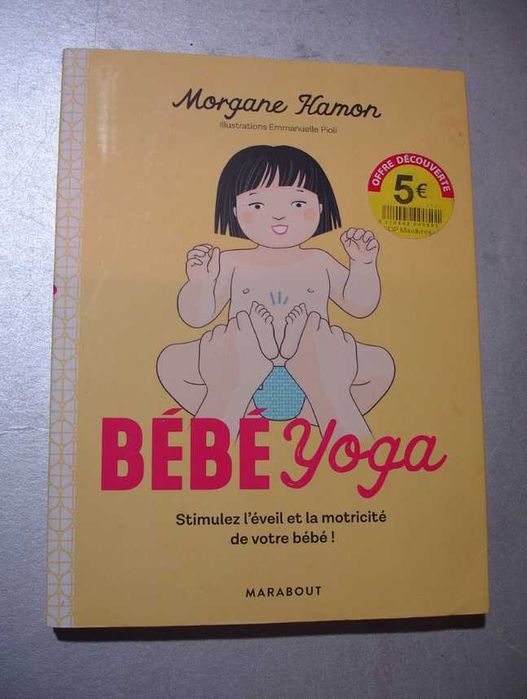 Morgane Hamon
Illustrations Emmanuelle Pioli
OFFRE DÉCOUVERTE
5€
BÉBÉ Yoga
Stimulez l'éveil et la motricité
de votre bébé !
MARABOUT